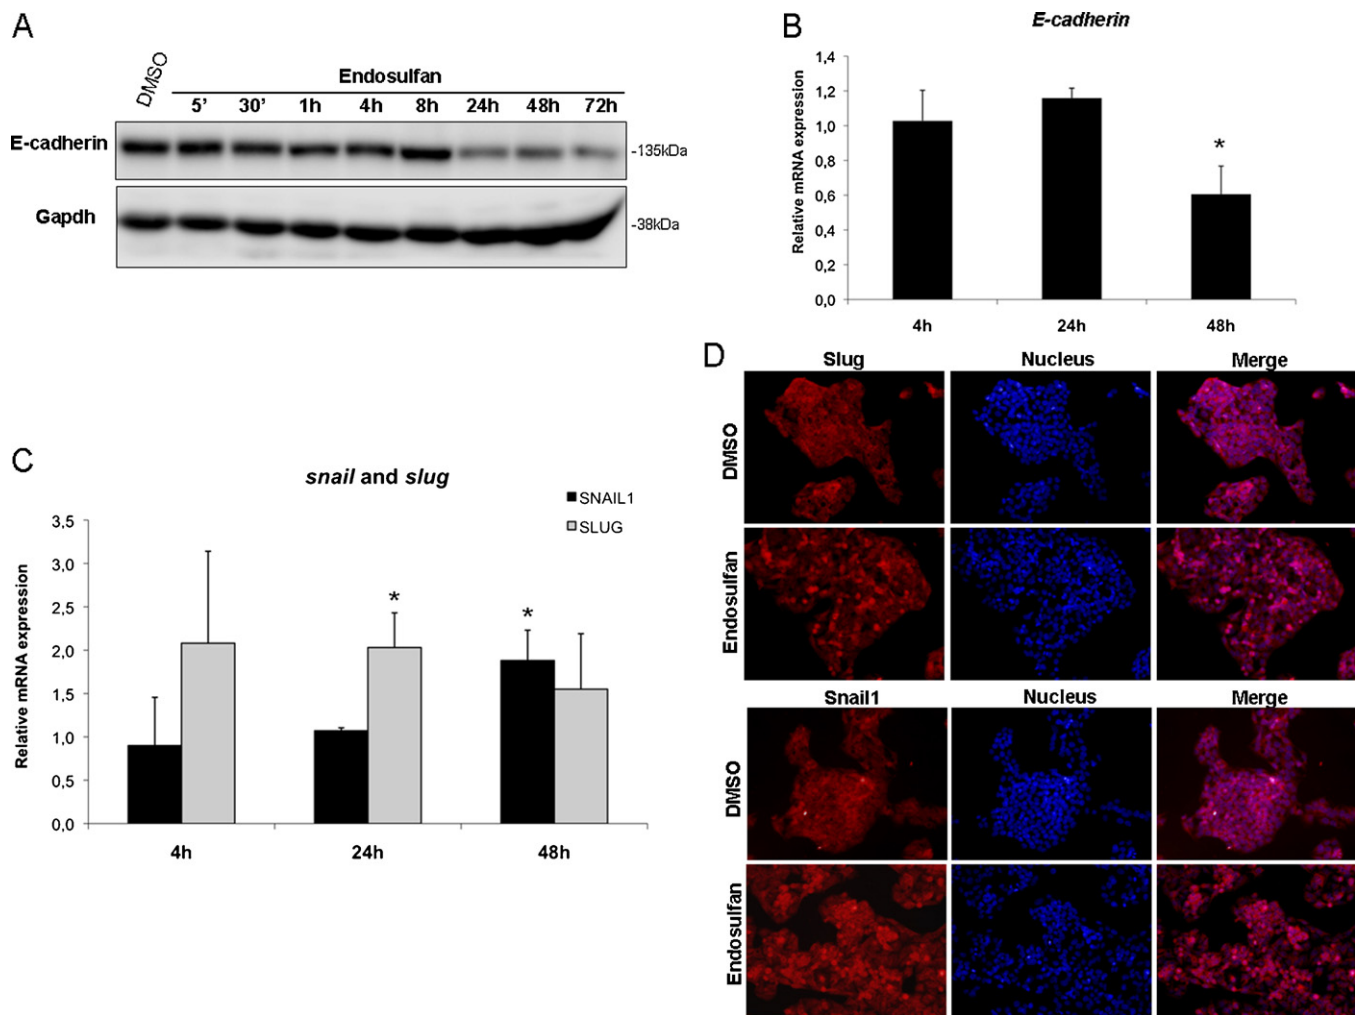 A
DMSO
Endosulfan
5' 30' 1h 4h 8h 24h 48h 72h
E-cadherin
-135kDa
Gapdh
-38kDa
B
E-cadherin
Relative mRNA expression
1,4
1,2
1,0
0,8
0,6
0,4
0,2
0,0
*
4h 24h 48h
C
snail and slug
SNAIL1
SLUG
Relative mRNA expression
3,5
3,0
2,5
2,0
1,5
1,0
0,5
0,0
* *
4h 24h 48h
D
Slug Nucleus Merge
DMSO
Endosulfan
Snail1 Nucleus Merge
DMSO
Endosulfan